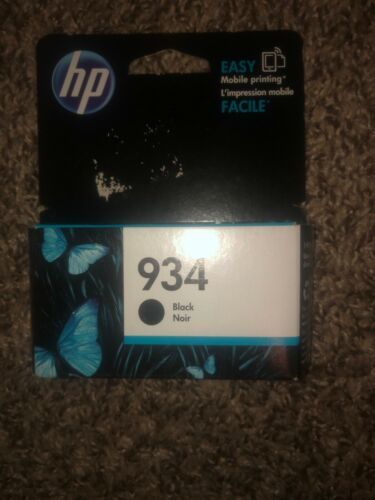 hp
EASY
Mobile printing*
L'impression mobile
FACILE*
934
Black
Noir